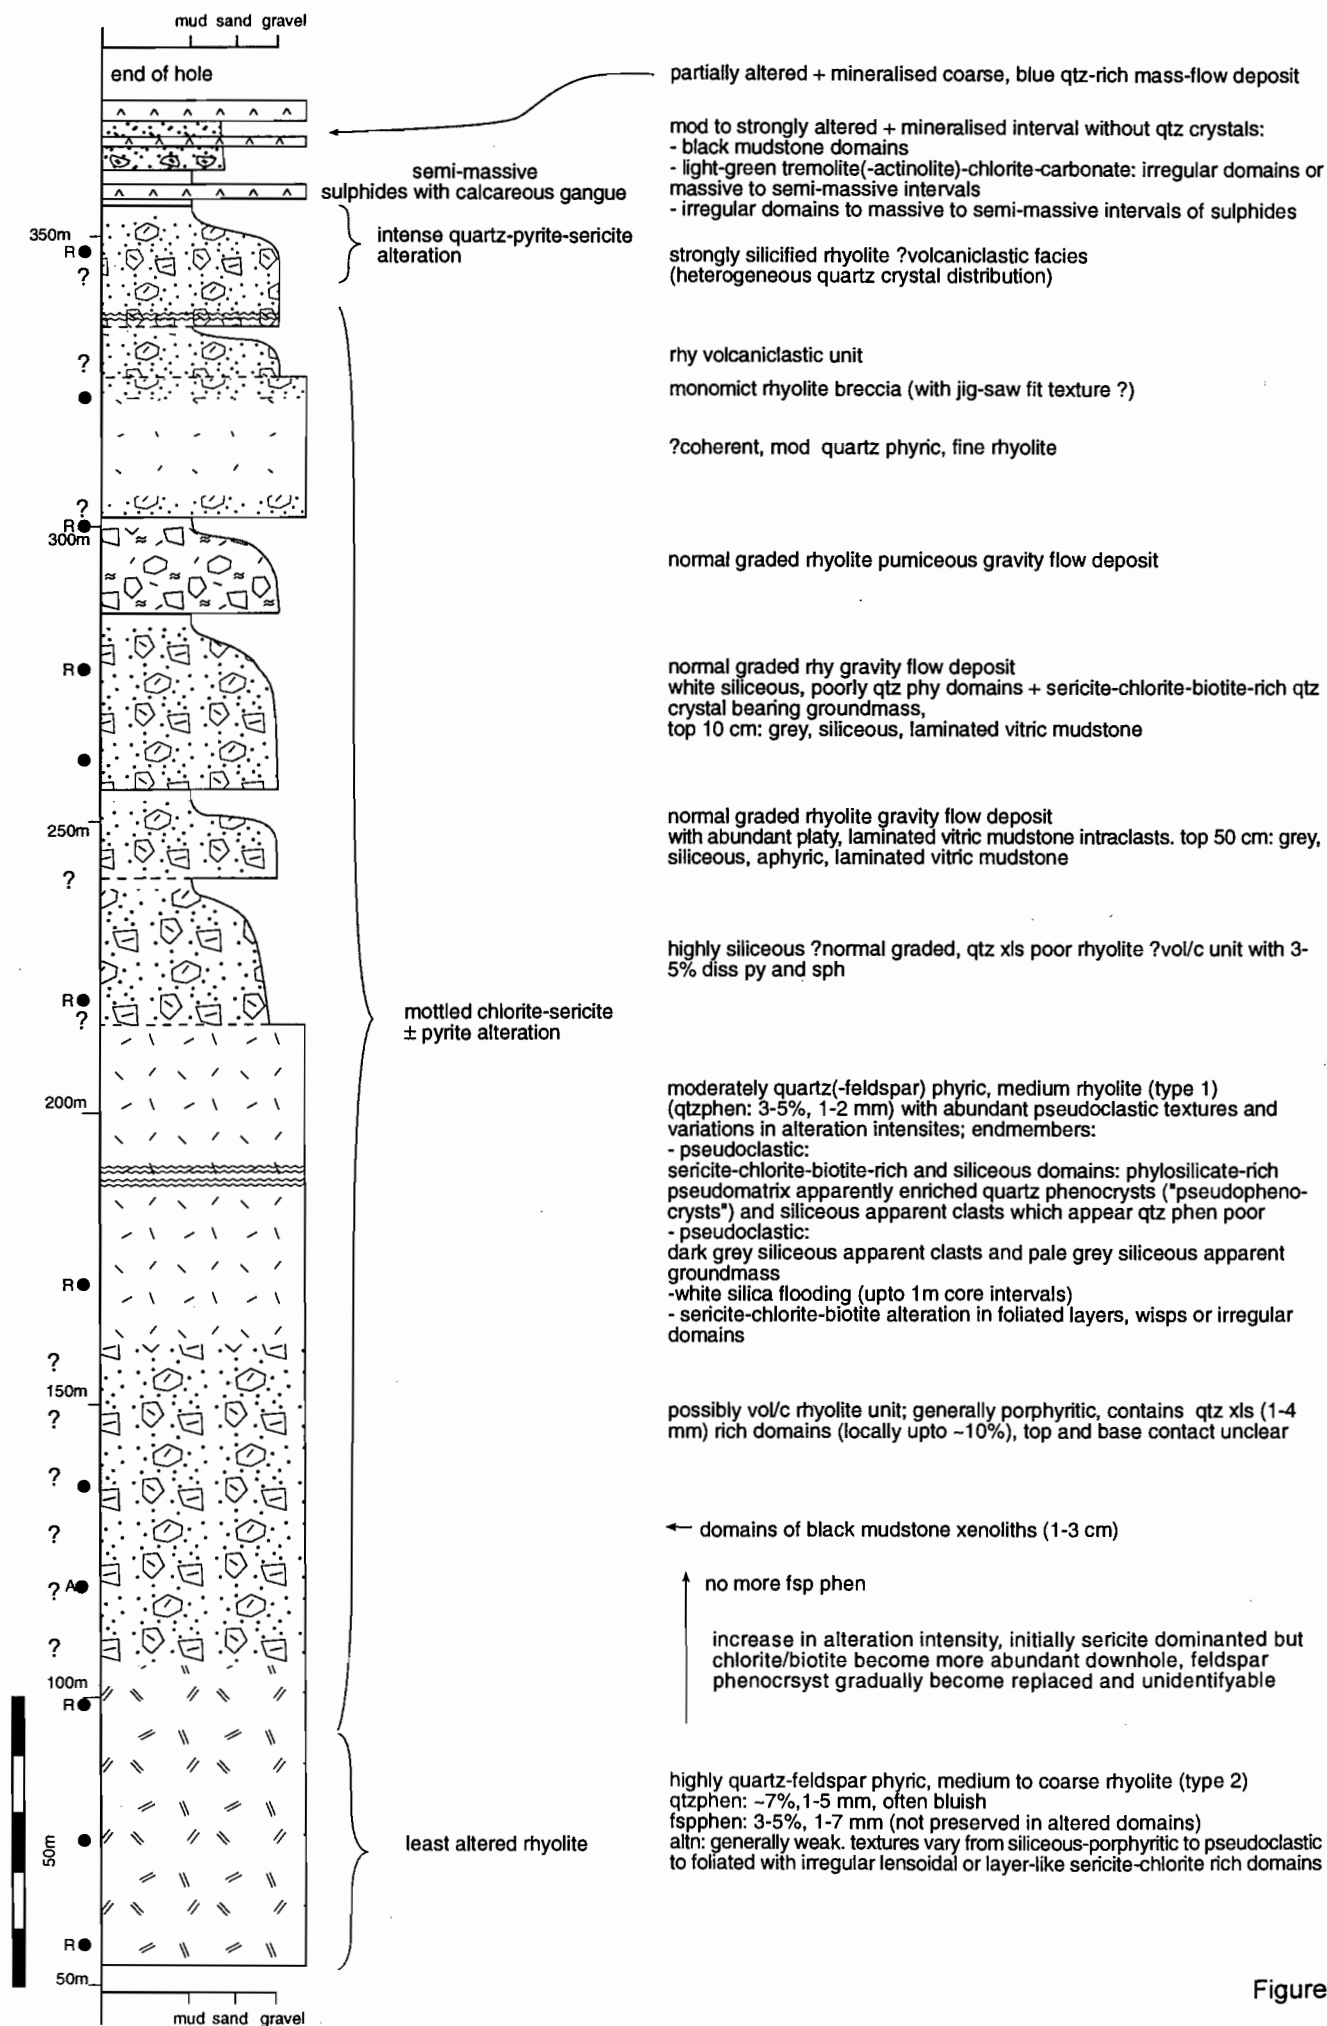 mud sand gravel
end of hole
partially altered + mineralised coarse, blue qtz-rich mass-flow deposit
mod to strongly altered + mineralised interval without qtz crystals:
- black mudstone domains
- light-green tremolite(-actinolite)-chlorite-carbonate: irregular domains or
massive to semi-massive intervals
- irregular domains to massive to semi-massive intervals of sulphides
semi-massive
sulphides with calcareous gangue
350m
R
?
intense quartz-pyrite-sericite
alteration
strongly silicified rhyolite ?volcaniclastic facies
(heterogeneous quartz crystal distribution)
?
rhy volcaniclastic unit
monomict rhyolite breccia (with jig-saw fit texture ?)
?coherent, mod quartz phyric, fine rhyolite
?
R
300m
normal graded rhyolite pumiceous gravity flow deposit
R
normal graded rhy gravity flow deposit
white siliceous, poorly qtz phy domains + sericite-chlorite-biotite-rich qtz
crystal bearing groundmass,
top 10 cm: grey, siliceous, laminated vitric mudstone
250m
?
normal graded rhyolite gravity flow deposit
with abundant platy, laminated vitric mudstone intraclasts. top 50 cm: grey,
siliceous, aphyric, laminated vitric mudstone
highly siliceous ?normal graded, qtz xls poor rhyolite ?vol/c unit with 3-
5% diss py and sph
R
?
mottled chlorite-sericite
± pyrite alteration
200m
moderately quartz(-feldspar) phyric, medium rhyolite (type 1)
(qtzphen: 3-5%, 1-2 mm) with abundant pseudoclastic textures and
variations in alteration intensites; endmembers:
- pseudoclastic:
sericite-chlorite-biotite-rich and siliceous domains: phylosilicate-rich
pseudomatrix apparently enriched quartz phenocrysts ("pseudopheno-
crysts") and siliceous apparent clasts which appear qtz phen poor
- pseudoclastic:
dark grey siliceous apparent clasts and pale grey siliceous apparent
groundmass
-white silica flooding (upto 1m core intervals)
- sericite-chlorite-biotite alteration in foliated layers, wisps or irregular
domains
R
?
150m
?
possibly vol/c rhyolite unit; generally porphyritic, contains qtz xls (1-4
mm) rich domains (locally upto ~10%), top and base contact unclear
?
?
domains of black mudstone xenoliths (1-3 cm)
? A
no more fsp phen
?
increase in alteration intensity, initially sericite dominanted but
chlorite/biotite become more abundant downhole, feldspar
phenocrsyst gradually become replaced and unidentifyable
100m
R
highly quartz-feldspar phyric, medium to coarse rhyolite (type 2)
qtzphen: ~7%,1-5 mm, often bluish
fspphen: 3-5%, 1-7 mm (not preserved in altered domains)
altn: generally weak. textures vary from siliceous-porphyritic to pseudoclastic
to foliated with irregular lensoidal or layer-like sericite-chlorite rich domains
least altered rhyolite
50m
R
50m
mud sand gravel
Figure